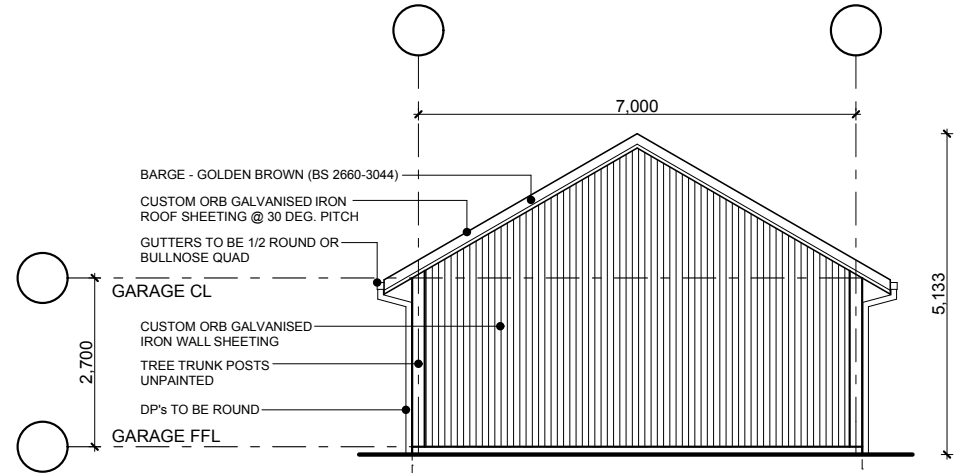 7,000
BARGE - GOLDEN BROWN (BS 2660-3044)
CUSTOM ORB GALVANISED IRON
ROOF SHEETING @ 30 DEG. PITCH
GUTTERS TO BE 1/2 ROUND OR
BULLNOSE QUAD
GARAGE CL
5,133
CUSTOM ORB GALVANISED
IRON WALL SHEETING
2,700
TREE TRUNK POSTS
UNPAINTED
DP's TO BE ROUND
GARAGE FFL